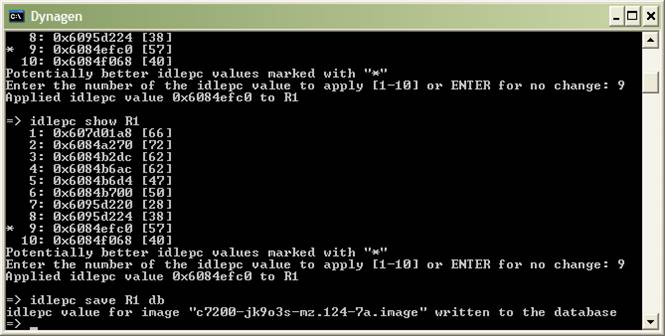 Dynagen
8: 0x6095d224 [38]
* 9: 0x6084efc0 [57]
10: 0x6084f068 [40]
Potentially better idlepc values marked with "*"
Enter the number of the idlepc value to apply [1-10] or ENTER for no change: 9
Applied idlepc value 0x6084efc0 to R1
=> idlepc show R1
1: 0x607d01a8 [66]
2: 0x6084a270 [72]
3: 0x6084b2dc [62]
4: 0x6084b6ac [62]
5: 0x6084b6d4 [47]
6: 0x6084b700 [50]
7: 0x6095d220 [28]
8: 0x6095d224 [38]
* 9: 0x6084efc0 [57]
10: 0x6084f068 [40]
Potentially better idlepc values marked with "*"
Enter the number of the idlepc value to apply [1-10] or ENTER for no change: 9
Applied idlepc value 0x6084efc0 to R1
=> idlepc save R1 db
idlepc value for image "c7200-jk9o3s-mz.124-7a.image" written to the database
=> _